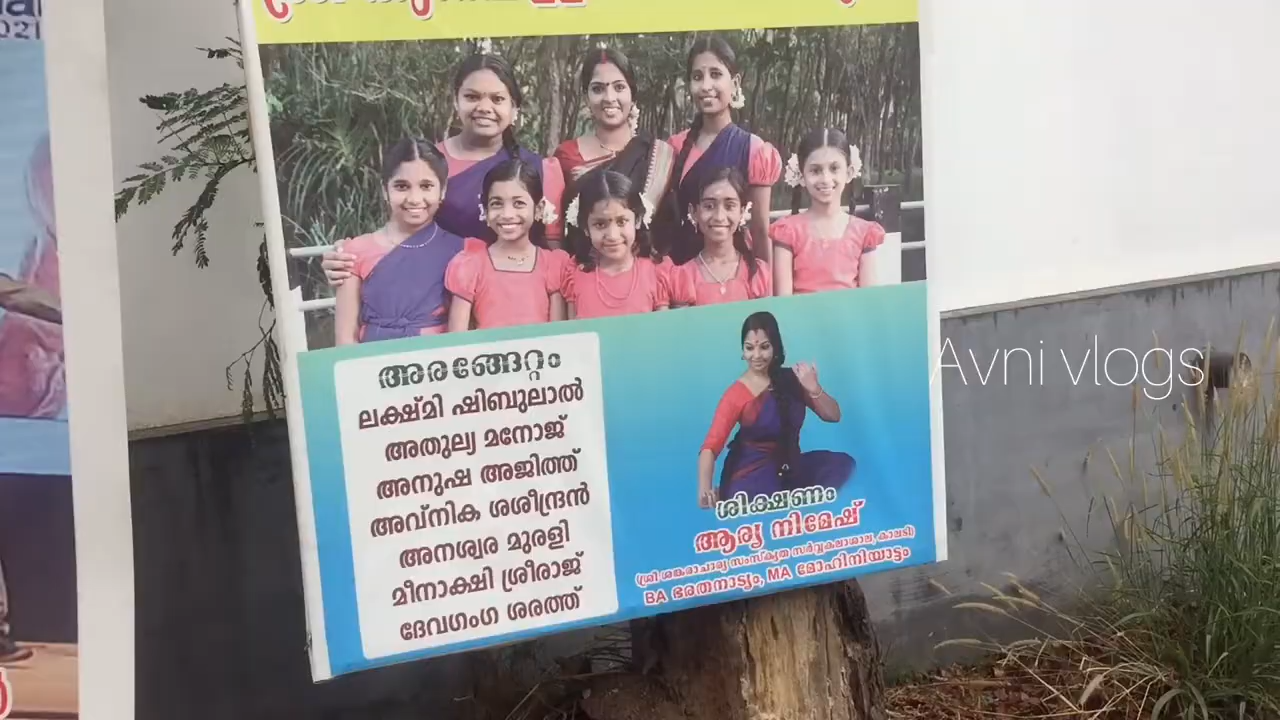 2021
അരങ്ങേറ്റം
ലക്ഷ്മി ഷിബുലാൽ
അതുല്യ മനോജ്
അനുഷ അജിത്ത്
അവ്നിക ശശീന്ദ്രൻ
അനശ്വര മുരളി
മീനാക്ഷി ശ്രീരാജ്
ദേവഗംഗ ശരത്ത്
ശിക്ഷണം
ആര്യ നിമേഷ്
(ശ്രീ ശങ്കരാചാര്യ സംസ്കൃത സർവ്വകലാശാല, കാലടി)
BA ഭരതനാട്യം, MA മോഹിനിയാട്ടം
Avni vlogs